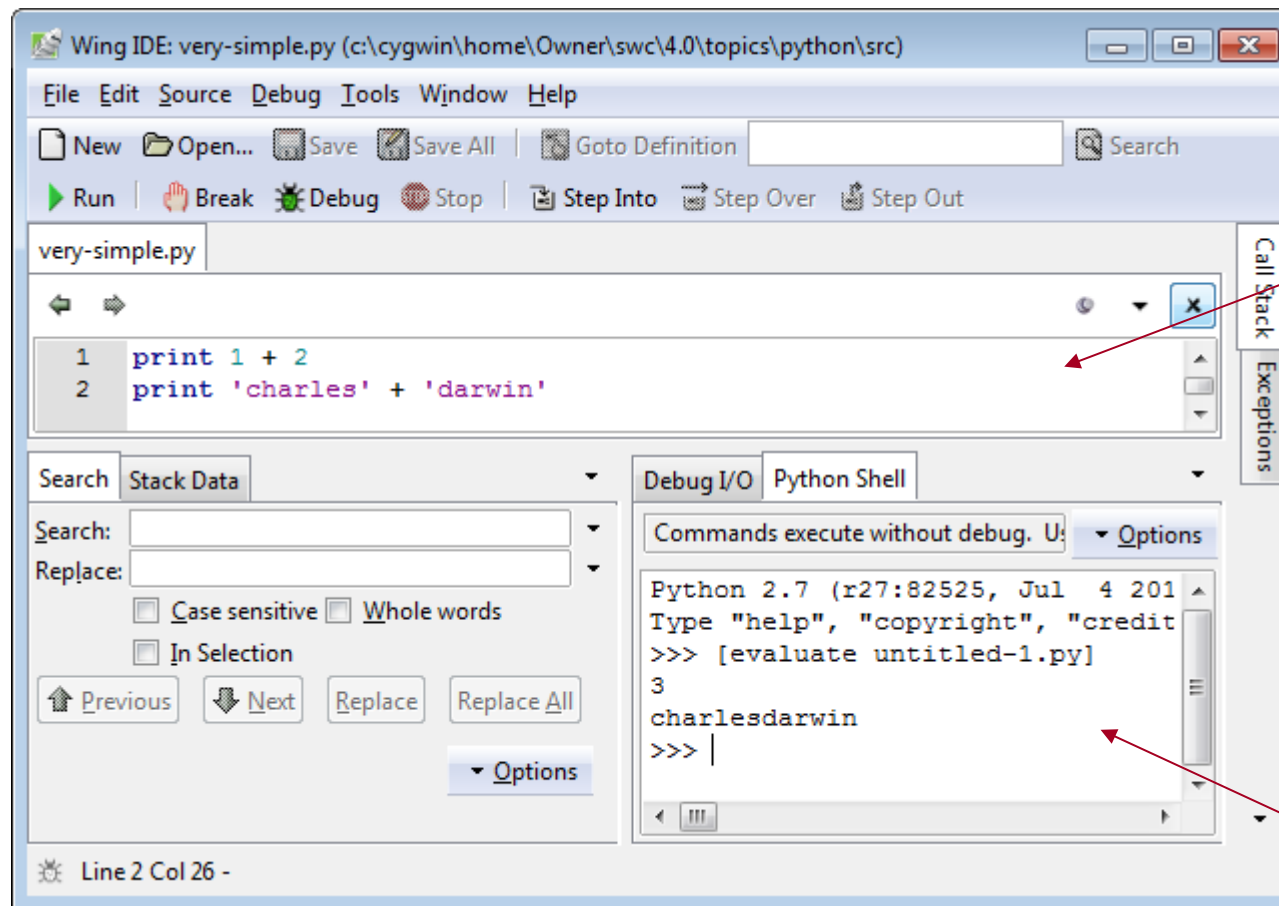 Wing IDE: very-simple.py (c:\cygwin\home\Owner\swc\4.0\topics\python\src)
File Edit Source Debug Tools Window Help
New Open... Save Save All Goto Definition Search
Run Break Debug Stop Step Into Step Over Step Out
very-simple.py
Call Stack
Exceptions
1 print 1 + 2
2 print 'charles' + 'darwin'
Search Stack Data
Search:
Replace:
Case sensitive Whole words
In Selection
Previous Next Replace Replace All
Options
Debug I/O Python Shell
Commands execute without debug. Us Options
Python 2.7 (r27:82525, Jul 4 201
Type "help", "copyright", "credit
>>> [evaluate untitled-1.py]
3
charlesdarwin
>>>
Line 2 Col 26 -